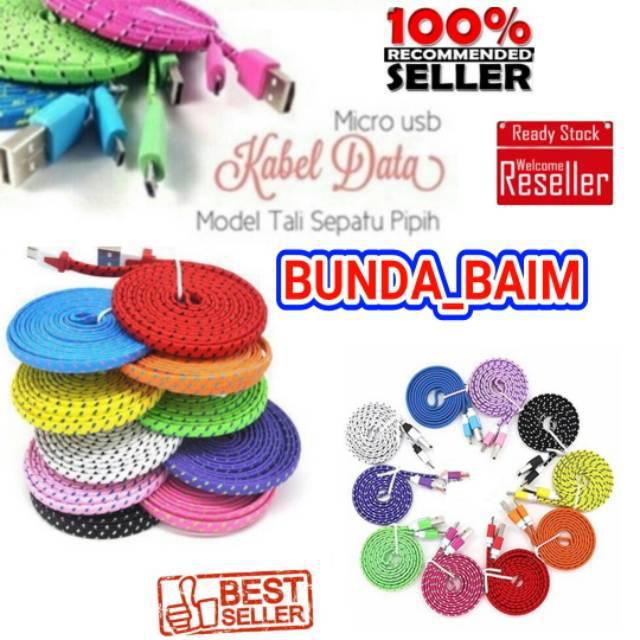 100%
RECOMMENDED
SELLER
Micro usb
Kabel Data
Model Tali Sepatu Pipih
Ready Stock
Welcome
Reseller
BUNDA_BAIM
BEST
SELLER